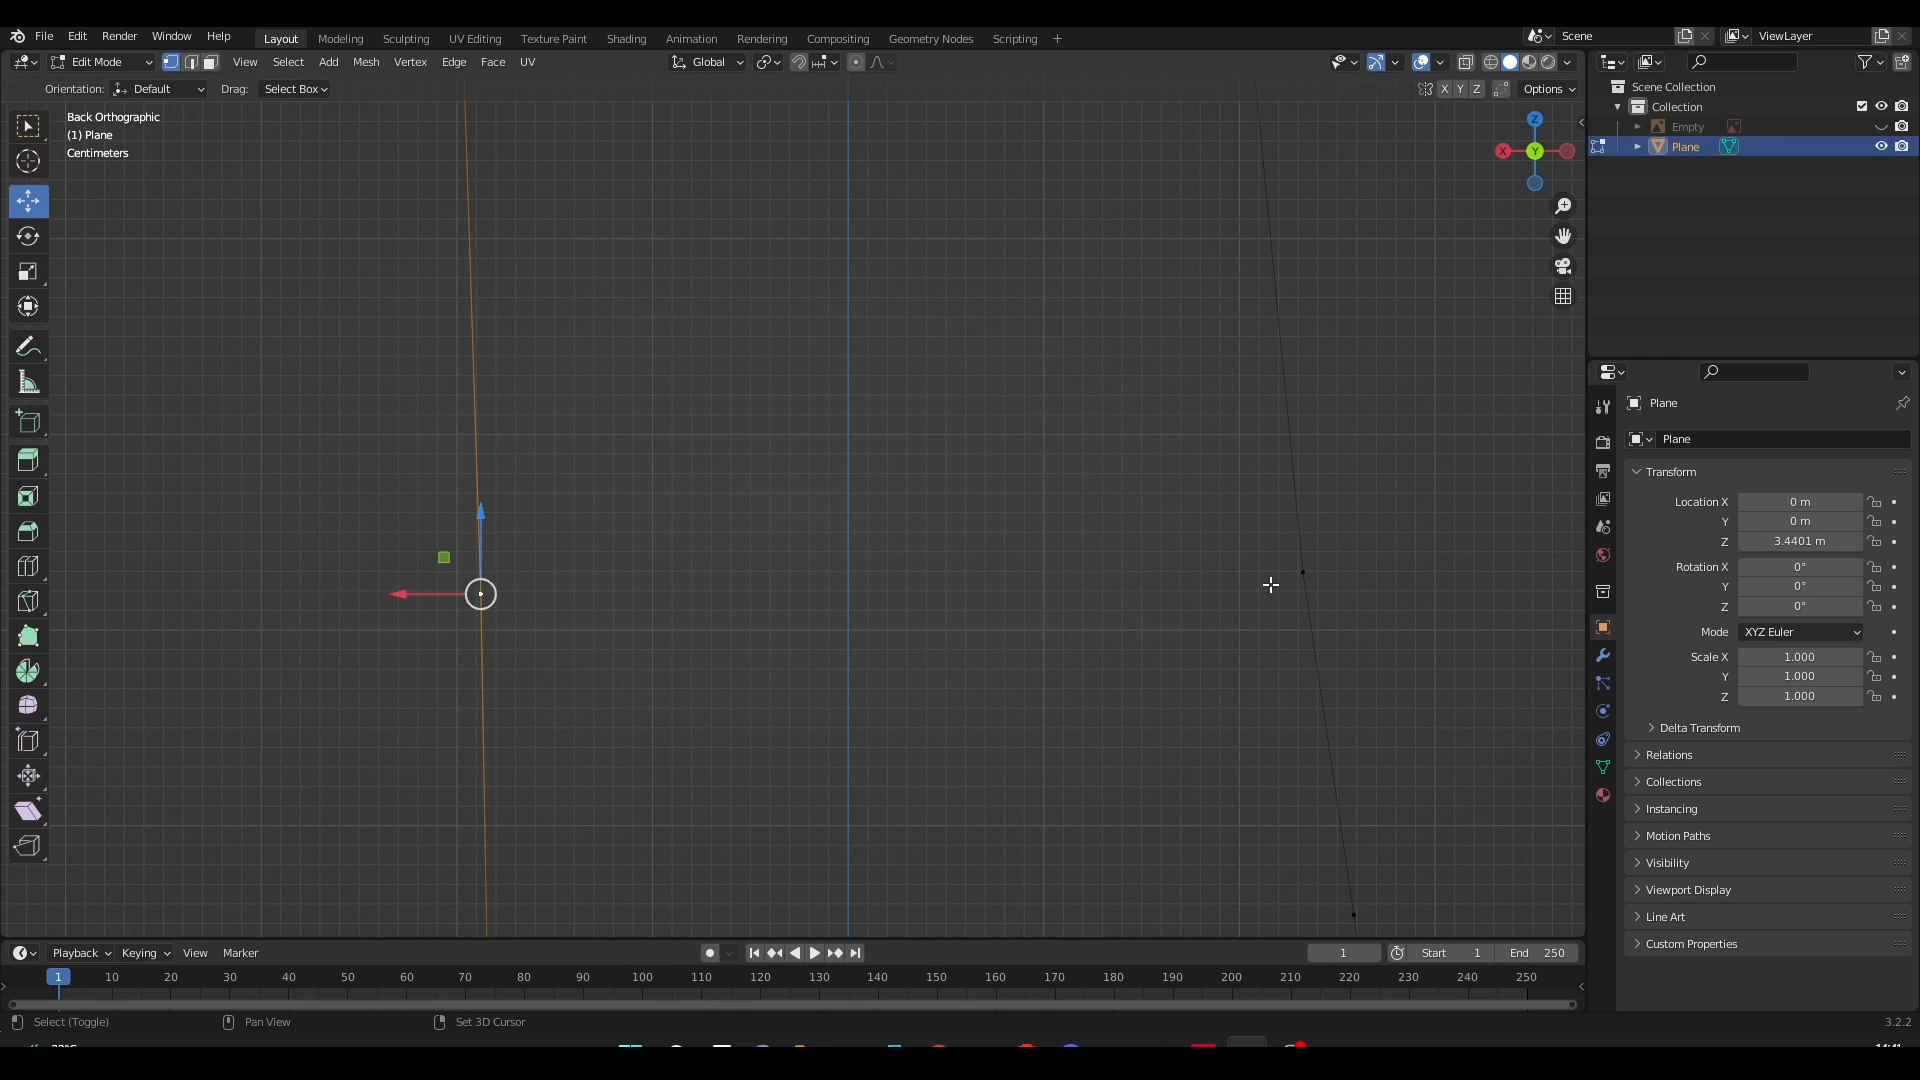 File Edit Render Window Help Layout Modeling Sculpting UV Editing Texture Paint Shading Animation Rendering Compositing Geometry Nodes Scripting + Scene ViewLayer
Edit Mode View Select Add Mesh Vertex Edge Face UV Global
Orientation: Default Drag: Select Box X Y Z Options
Back Orthographic
(1) Plane
Centimeters
Z
X Y
Scene Collection
Collection
Empty
Plane
Plane
Plane
Transform
Location X 0 m
Y 0 m
Z 3.4401 m
Rotation X 0°
Y 0°
Z 0°
Mode XYZ Euler
Scale X 1.000
Y 1.000
Z 1.000
Delta Transform
Relations
Collections
Instancing
Motion Paths
Visibility
Viewport Display
Line Art
Custom Properties
Playback Keying View Marker 1 Start 1 End 250
1 10 20 30 40 50 60 70 80 90 100 110 120 130 140 150 160 170 180 190 200 210 220 230 240 250
Select (Toggle) Pan View Set 3D Cursor 3.2.2